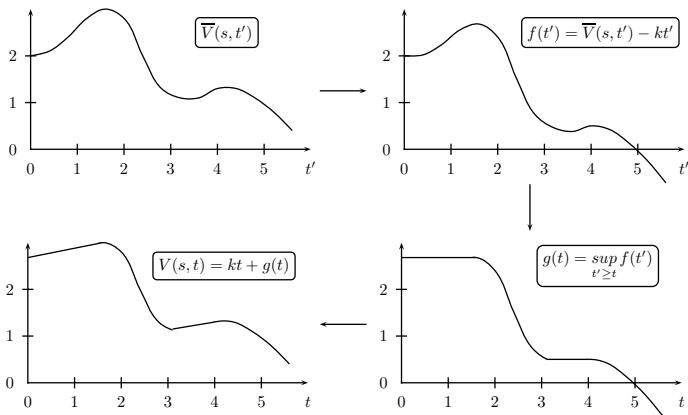 V̅(s, t′)
2
1
0
0 1 2 3 4 5 t′
f(t′) = V̅(s, t′) − kt′
2
1
0
0 1 2 3 4 5 t′
V(s, t) = kt + g(t)
2
1
0
0 1 2 3 4 5 t
g(t) = sup f(t′)
t′≥t
2
1
0
0 1 2 3 4 5 t